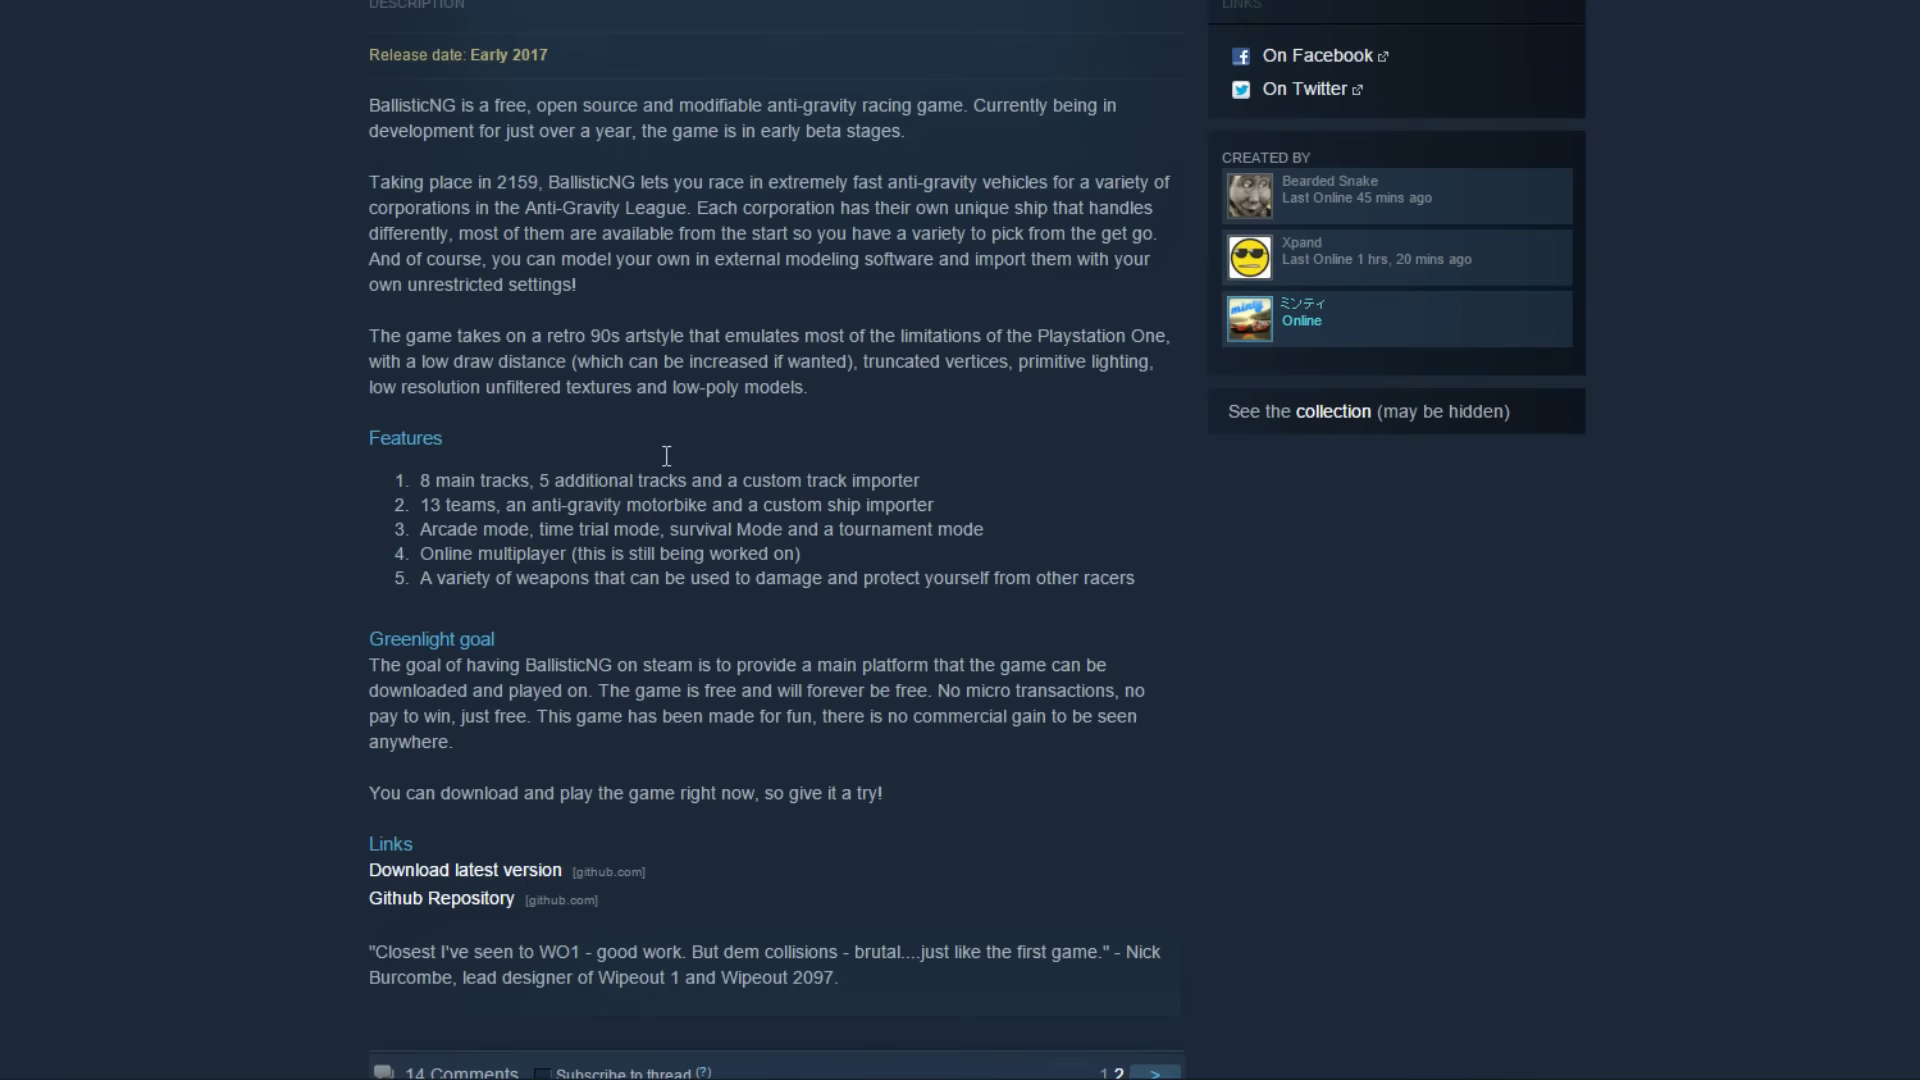 DESCRIPTION
Release date: Early 2017
BallisticNG is a free, open source and modifiable anti-gravity racing game. Currently being in
development for just over a year, the game is in early beta stages.
Taking place in 2159, BallisticNG lets you race in extremely fast anti-gravity vehicles for a variety of
corporations in the Anti-Gravity League. Each corporation has their own unique ship that handles
differently, most of them are available from the start so you have a variety to pick from the get go.
And of course, you can model your own in external modeling software and import them with your
own unrestricted settings!
The game takes on a retro 90s artstyle that emulates most of the limitations of the Playstation One,
with a low draw distance (which can be increased if wanted), truncated vertices, primitive lighting,
low resolution unfiltered textures and low-poly models.
Features
1. 8 main tracks, 5 additional tracks and a custom track importer
2. 13 teams, an anti-gravity motorbike and a custom ship importer
3. Arcade mode, time trial mode, survival Mode and a tournament mode
4. Online multiplayer (this is still being worked on)
5. A variety of weapons that can be used to damage and protect yourself from other racers
Greenlight goal
The goal of having BallisticNG on steam is to provide a main platform that the game can be
downloaded and played on. The game is free and will forever be free. No micro transactions, no
pay to win, just free. This game has been made for fun, there is no commercial gain to be seen
anywhere.
You can download and play the game right now, so give it a try!
Links
Download latest version [github.com]
Github Repository [github.com]
"Closest I've seen to WO1 - good work. But dem collisions - brutal....just like the first game." - Nick
Burcombe, lead designer of Wipeout 1 and Wipeout 2097.
14 Comments Subscribe to thread (?) 1 2 >
LINKS
On Facebook
On Twitter
CREATED BY
Bearded Snake
Last Online 45 mins ago
Xpand
Last Online 1 hrs, 20 mins ago
minty
ミンティ
Online
See the collection (may be hidden)